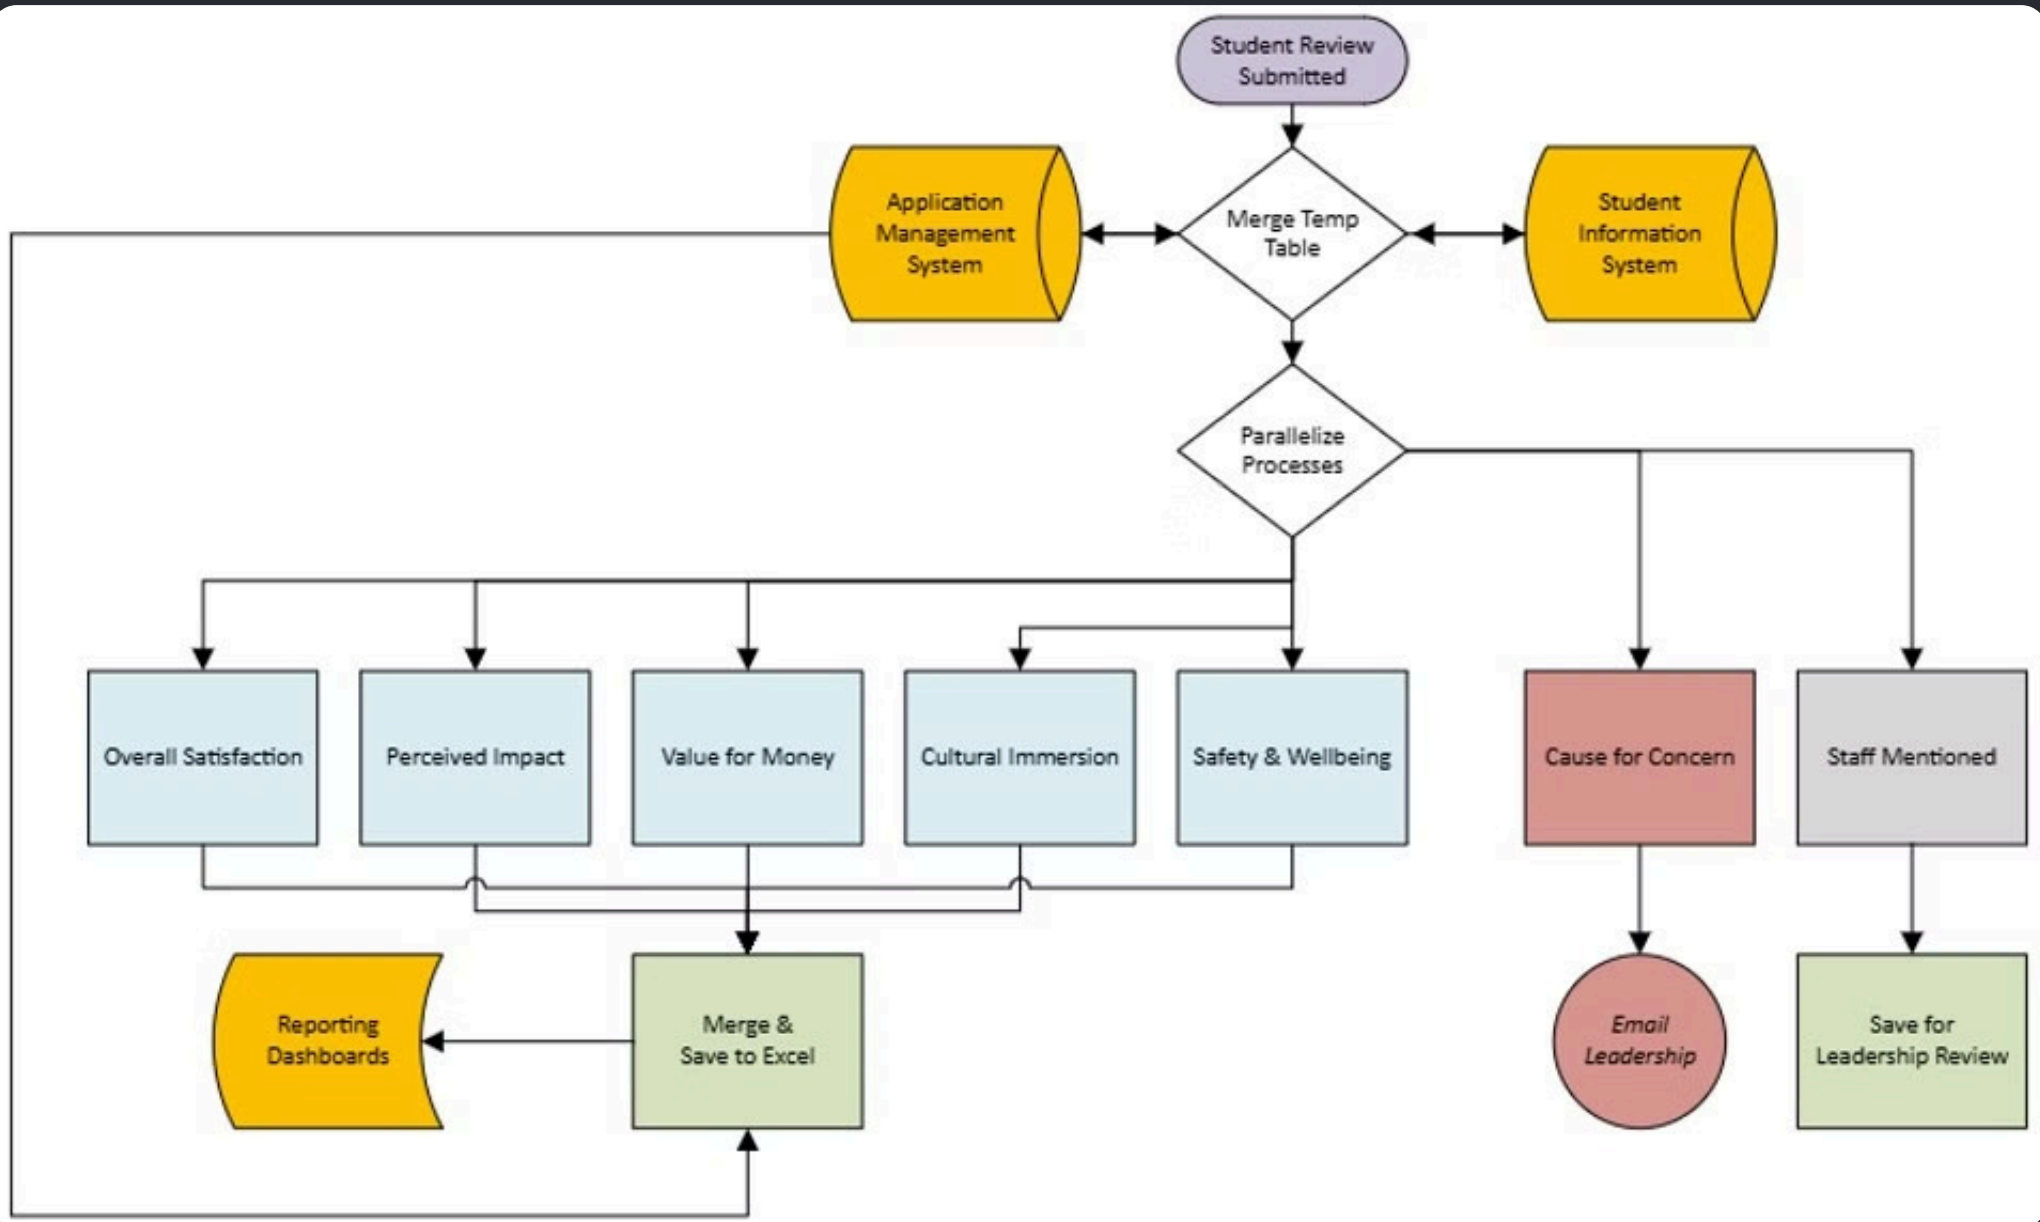 Student Review
Submitted
Application
Management
System
Merge Temp
Table
Student
Information
System
Parallelize
Processes
Overall Satisfaction
Perceived Impact
Value for Money
Cultural Immersion
Safety & Wellbeing
Cause for Concern
Staff Mentioned
Reporting
Dashboards
Merge &
Save to Excel
Email
Leadership
Save for
Leadership Review